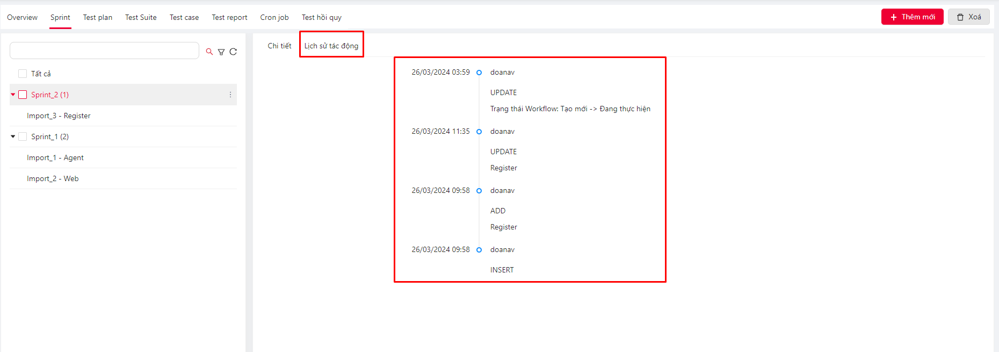 Overview Sprint Test plan Test Suite Test case Test report Cron job Test hồi quy Thêm mới Xoá
Tất cả
Sprint_2 (1)
Import_3 - Register
Sprint_1 (2)
Import_1 - Agent
Import_2 - Web
Chi tiết Lịch sử tác động
26/03/2024 03:59 doanav
UPDATE
Trạng thái Workflow: Tạo mới -> Đang thực hiện
26/03/2024 11:35 doanav
UPDATE
Register
26/03/2024 09:58 doanav
ADD
Register
26/03/2024 09:58 doanav
INSERT